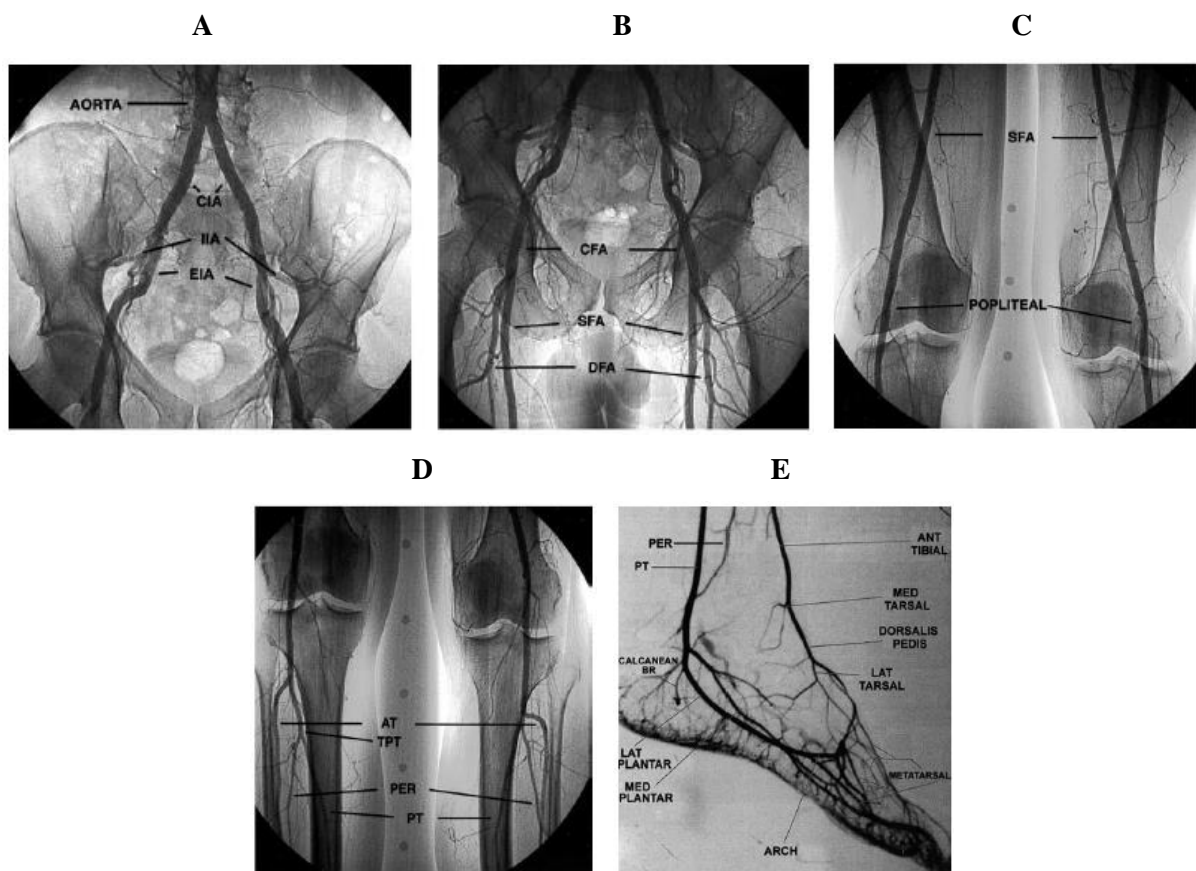 A
B
C
AORTA
CIA
IIA
EIA
CFA
SFA
DFA
SFA
POPLITEAL
D
E
AT
TPT
PER
PT
PER
PT
ANT
TIBIAL
MED
TARSAL
DORSALIS
PEDIS
CALCANEAN
BR
LAT
TARSAL
LAT
PLANTAR
MED
PLANTAR
METATARSAL
ARCH